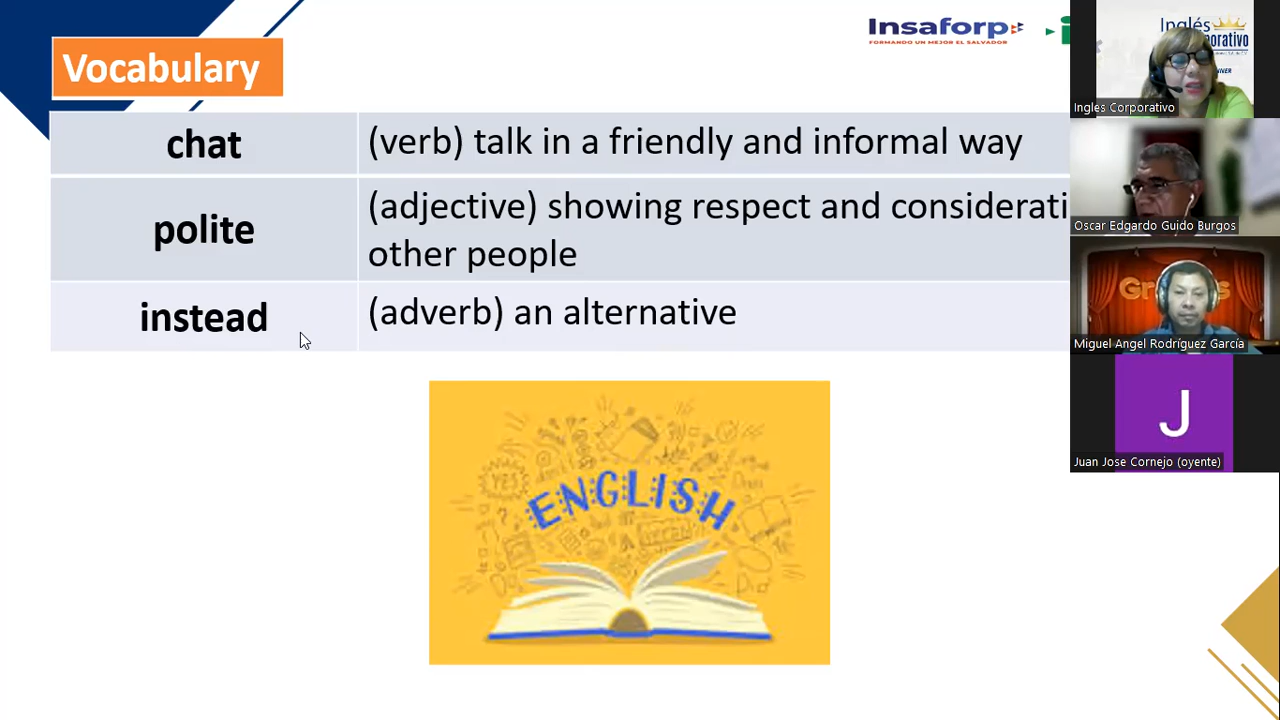 Vocabulary
Insaforp
FORMANDO UN MEJOR EL SALVADOR
chat
(verb) talk in a friendly and informal way
polite
(adjective) showing respect and considerati
other people
instead
(adverb) an alternative
YES
ENGLISH
Inglés
Ingles Corporativo
Oscar Edgardo Guido Burgos
Miguel Angel Rodríguez García
J
Juan Jose Cornejo (oyente)